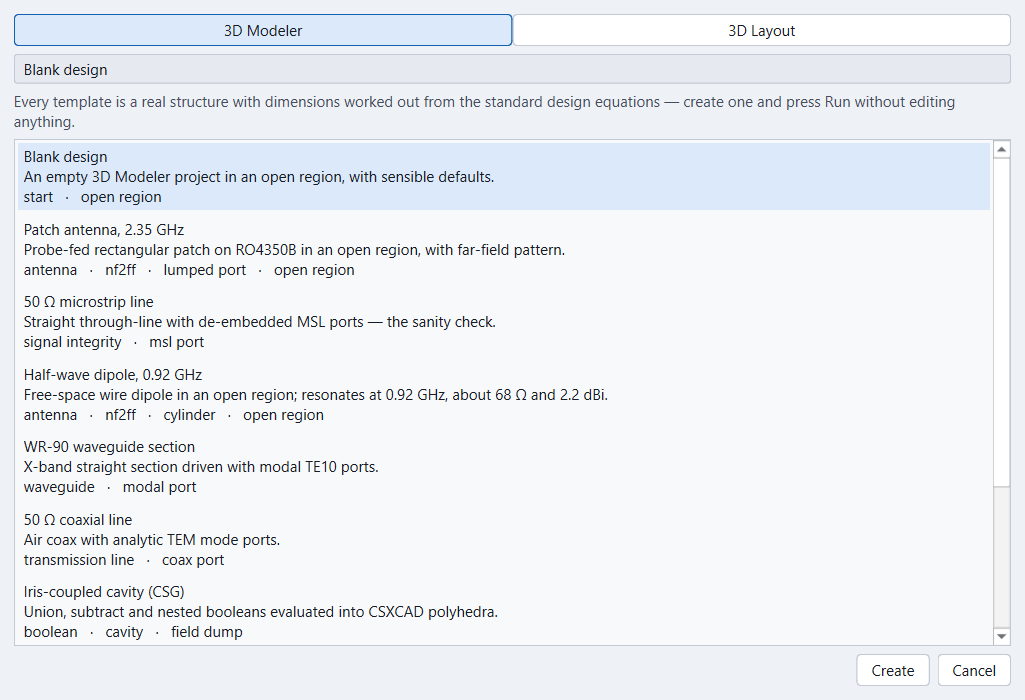 3D Modeler
3D Layout
Blank design
Every template is a real structure with dimensions worked out from the standard design equations — create one and press Run without editing
anything.
Blank design
An empty 3D Modeler project in an open region, with sensible defaults.
start · open region
Patch antenna, 2.35 GHz
Probe-fed rectangular patch on RO4350B in an open region, with far-field pattern.
antenna · nf2ff · lumped port · open region
50 Ω microstrip line
Straight through-line with de-embedded MSL ports — the sanity check.
signal integrity · msl port
Half-wave dipole, 0.92 GHz
Free-space wire dipole in an open region; resonates at 0.92 GHz, about 68 Ω and 2.2 dBi.
antenna · nf2ff · cylinder · open region
WR-90 waveguide section
X-band straight section driven with modal TE10 ports.
waveguide · modal port
50 Ω coaxial line
Air coax with analytic TEM mode ports.
transmission line · coax port
Iris-coupled cavity (CSG)
Union, subtract and nested booleans evaluated into CSXCAD polyhedra.
boolean · cavity · field dump
Create
Cancel